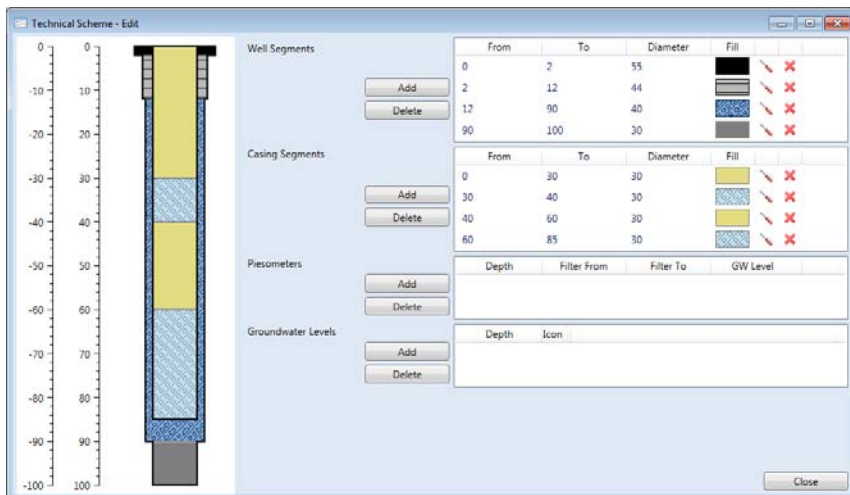 Technical Scheme - Edit
0 0
-10 10
-20 20
-30 30
-40 40
-50 50
-60 60
-70 70
-80 80
-90 90
-100 100
Well Segments
Add
Delete
From To Diameter Fill
0 2 55
2 12 44
12 90 40
90 100 30
Casing Segments
Add
Delete
From To Diameter Fill
0 30 30
30 40 30
40 60 30
60 85 30
Piesometers
Add
Delete
Depth Filter From Filter To GW Level
Groundwater Levels
Add
Delete
Depth Icon
Close